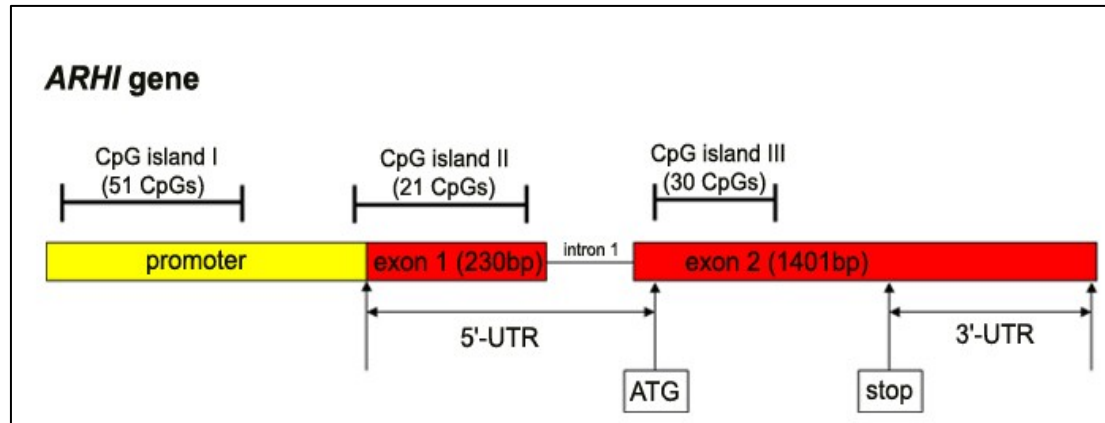 ARHI gene
CpG island I
(51 CpGs)
CpG island II
(21 CpGs)
CpG island III
(30 CpGs)
promoter
exon 1 (230bp)
intron 1
exon 2 (1401bp)
5'-UTR
3'-UTR
ATG
stop